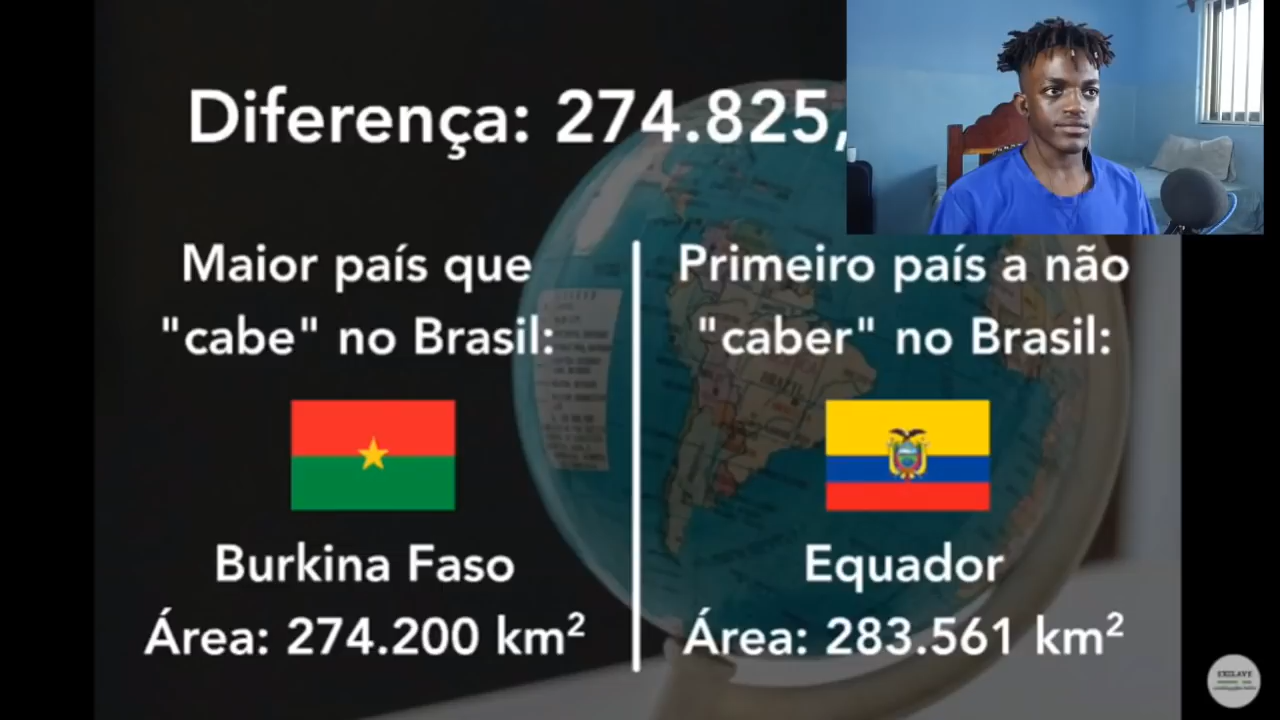 Diferença: 274.825,
Maior país que
"cabe" no Brasil:
Burkina Faso
Área: 274.200 km²
Primeiro país a não
"caber" no Brasil:
Equador
Área: 283.561 km²